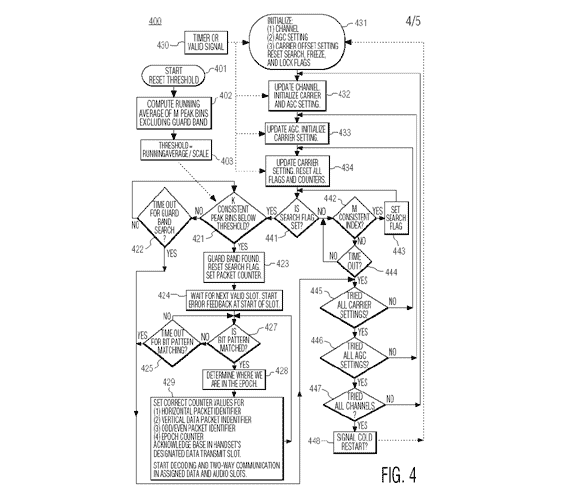 400
4/5
430
TIMER OR
VALID SIGNAL
INITIALIZE:
(1) CHANNEL
(2) AGC SETTING
(3) CARRIER OFFSET SETTING
RESET SEARCH, FREEZE,
AND LOCK FLAGS
431
START
RESET THRESHOLD
401
COMPUTE RUNNING
AVERAGE OF M PEAK BINS
EXCLUDING GUARD BAND
402
THRESHOLD=
RUNNINGAVERAGE / SCALE
403
UPDATE CHANNEL.
INITIALIZE CARRIER
AND AGC SETTING.
432
UPDATE AGC. INITIALIZE
CARRIER SETTING.
433
UPDATE CARRIER
SETTING. RESET ALL
FLAGS AND COUNTERS.
434
TIME OUT
FOR GUARD
BAND
SEARCH
?
422
NO
YES
NO
K
CONSISTENT
PEAK BINS BELOW
THRESHOLD?
421
YES
YES
IS
SEARCH FLAG
SET?
441
NO
442
M
CONSISTENT
INDEX?
YES
NO
SET
SEARCH
FLAG
443
TIME
OUT?
NO
444
YES
GUARD BAND FOUND.
RESET SEARCH FLAG.
SET PACKET COUNTER.
423
424
WAIT FOR NEXT VALID SLOT. START
ERROR FEEDBACK AT START OF SLOT.
445
TRIED
ALL CARRIER
SETTINGS?
NO
YES
NO
YES
TIME OUT
FOR BIT PATTERN
MATCHING?
425
NO
IS
BIT PATTERN
MATCHED?
427
YES
446
TRIED
ALL AGC
SETTINGS?
NO
YES
DETERMINE WHERE WE
ARE IN THE EPOCH.
428
429
SET CORRECT COUNTER VALUES FOR
(1) HORIZONTAL PACKET IDENTIFIER
(2) VERTICAL DATA PACKET INDENTIFIER
(3) ODD/EVEN PACKET IDENTIFIER
(4) EPOCH COUNTER
ACKNOWLEDGE BASE IN HANDSET'S
DESIGNATED DATA TRANSMIT SLOT.
START DECODING AND TWO-WAY COMMUNICATION
IN ASSIGNED DATA AND AUDIO SLOTS.
447
TRIED
ALL CHANNELS
?
NO
YES
448
SIGNAL COLD
RESTART?
FIG. 4